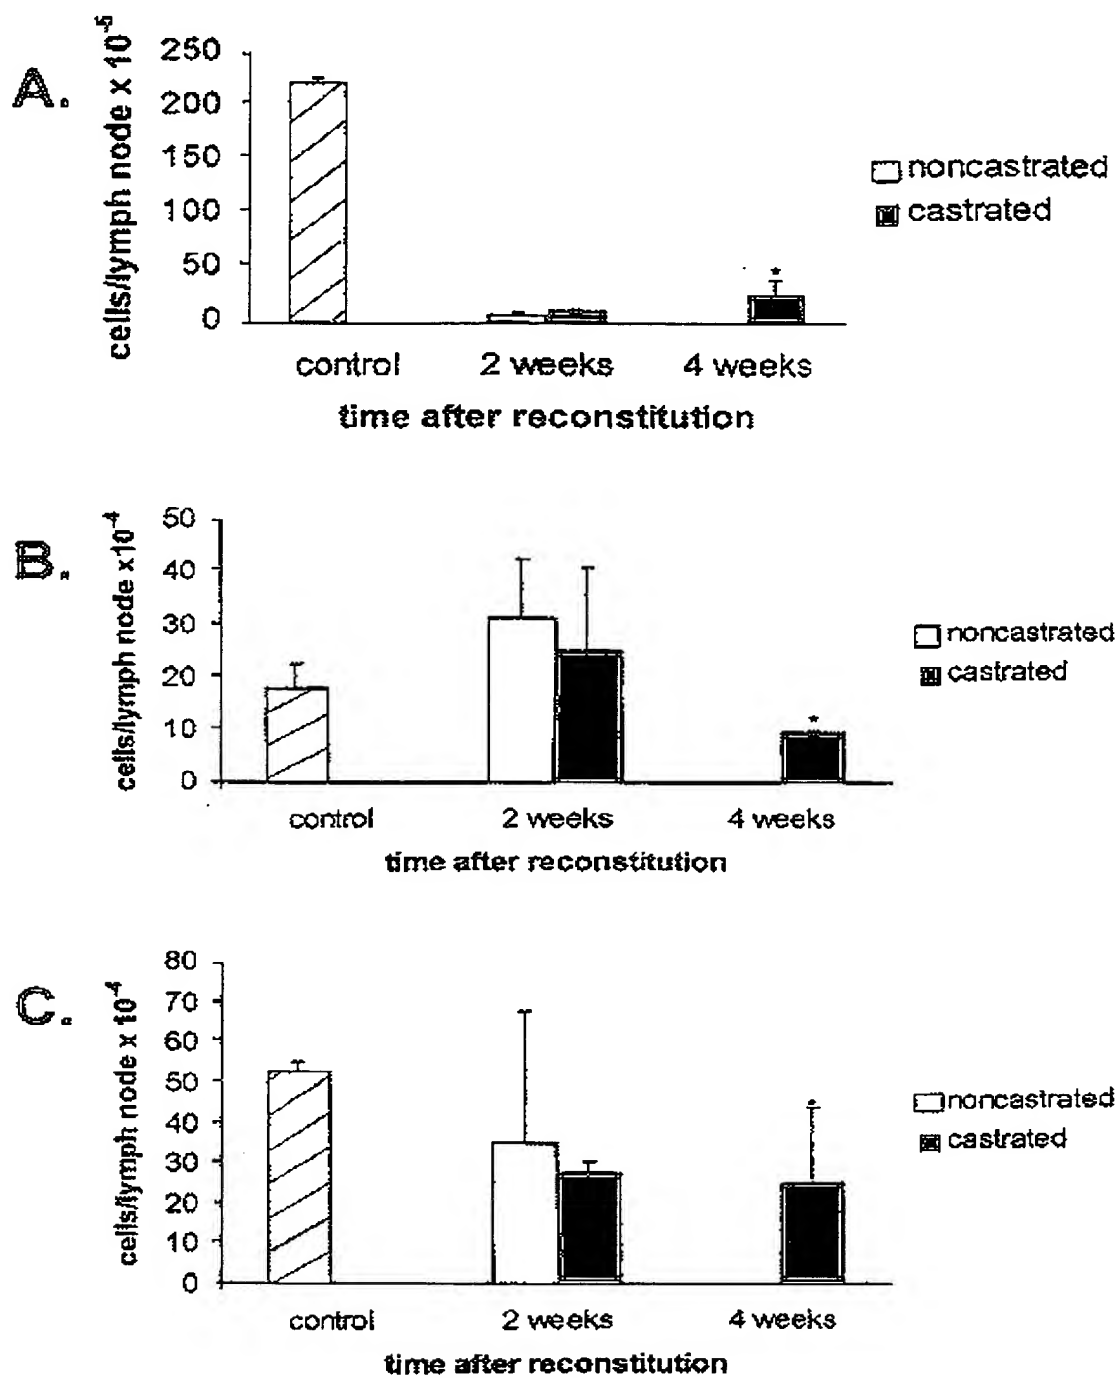 A.
cells/lymph node x 10⁻⁵
250
200
150
100
50
0
*
control 2 weeks 4 weeks
time after reconstitution
noncastrated
castrated
B.
cells/lymph node x10⁻⁴
50
40
30
20
10
0
*
control 2 weeks 4 weeks
time after reconstitution
noncastrated
castrated
C.
cells/lymph node x 10⁻⁴
80
70
60
50
40
30
20
10
0
*
control 2 weeks 4 weeks
time after reconstitution
noncastrated
castrated